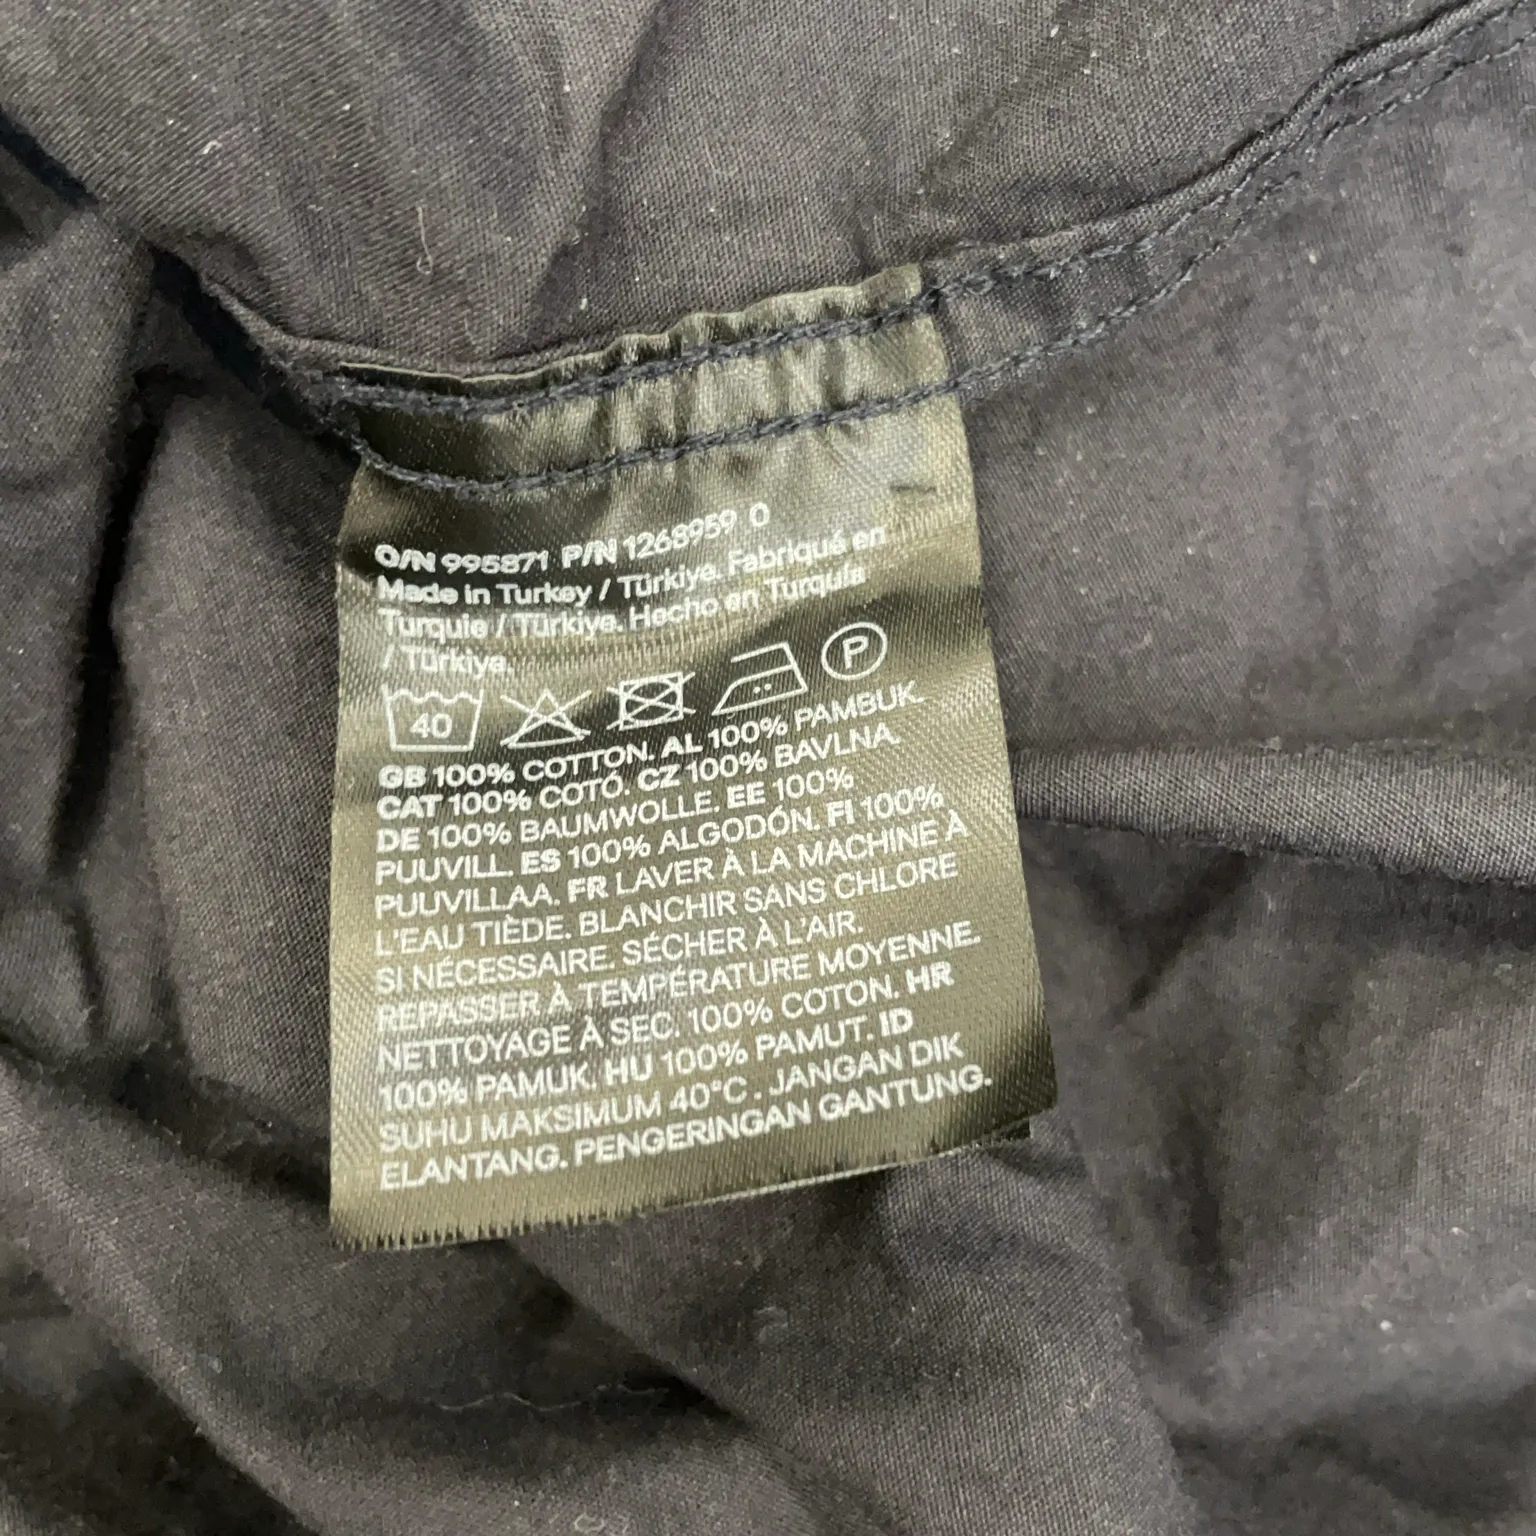 O/N 995871 P/N 1268959 0
Made in Turkey / Türkiye. Fabriqué en
Turquie / Türkiye. Hecho en Turquía
/ Türkiye.
40 P
GB 100% COTTON. AL 100% PAMBUK.
CAT 100% COTÓ. CZ 100% BAVLNA.
DE 100% BAUMWOLLE. EE 100%
PUUVILL. ES 100% ALGODÓN. FI 100%
PUUVILLAA. FR LAVER À LA MACHINE À
L'EAU TIÈDE. BLANCHIR SANS CHLORE
SI NÉCESSAIRE. SÉCHER À L'AIR.
REPASSER À TEMPÉRATURE MOYENNE.
NETTOYAGE À SEC. 100% COTON. HR
100% PAMUK. HU 100% PAMUT. ID
SUHU MAKSIMUM 40°C. JANGAN DIK
ELANTANG. PENGERINGAN GANTUNG.